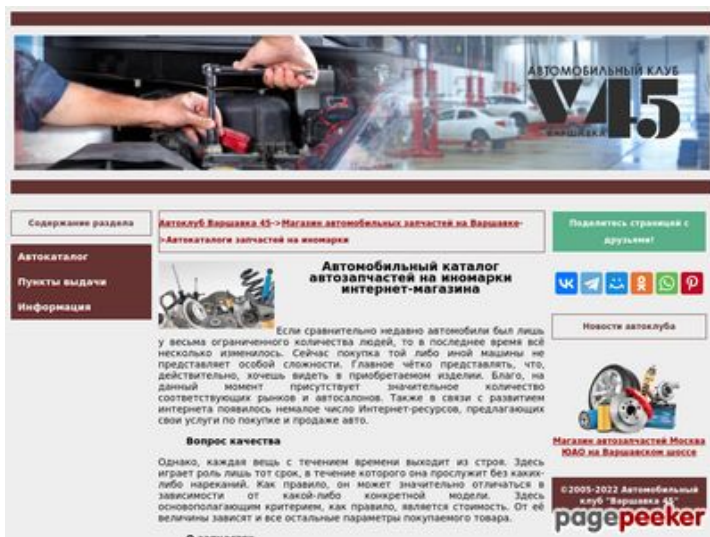 АВТОМОБИЛЬНЫЙ КЛУБ
V45
ВАРШАВКА
Содержание раздела
Автокаталог
Пункты выдачи
Информация
Автоклуб Варшавка 45->Магазин автомобильных запчастей на Варшавке-
>Автокаталоги запчастей на иномарки
Автомобильный каталог
автозапчастей на иномарки
интернет-магазина
Если сравнительно недавно автомобили был лишь
у весьма ограниченного количества людей, то в последнее время всё
несколько изменилось. Сейчас покупка той либо иной машины не
представляет особой сложности. Главное чётко представлять, что,
действительно, хочешь видеть в приобретаемом изделии. Благо, на
данный момент присутствует значительное количество
соответствующих рынков и автосалонов. Также в связи с развитием
интернета появилось немалое число Интернет-ресурсов, предлагающих
свои услуги по покупке и продаже авто.
Вопрос качества
Однако, каждая вещь с течением времени выходит из строя. Здесь
играет роль лишь тот срок, в течение которого она прослужит без каких-
либо нареканий. Как правило, он может значительно отличаться в
зависимости от какой-либо конкретной модели. Здесь
основополагающим критерием, как правило, является стоимость. От её
величины зависят и все остальные параметры покупаемого товара.
Поделитесь страницей с
друзьями!
Новости автоклуба
Магазин автозапчастей Москва
ЮАО на Варшавском шоссе
©2005-2022 Автомобильный
клуб "Варшавка 45"
pagepeeker